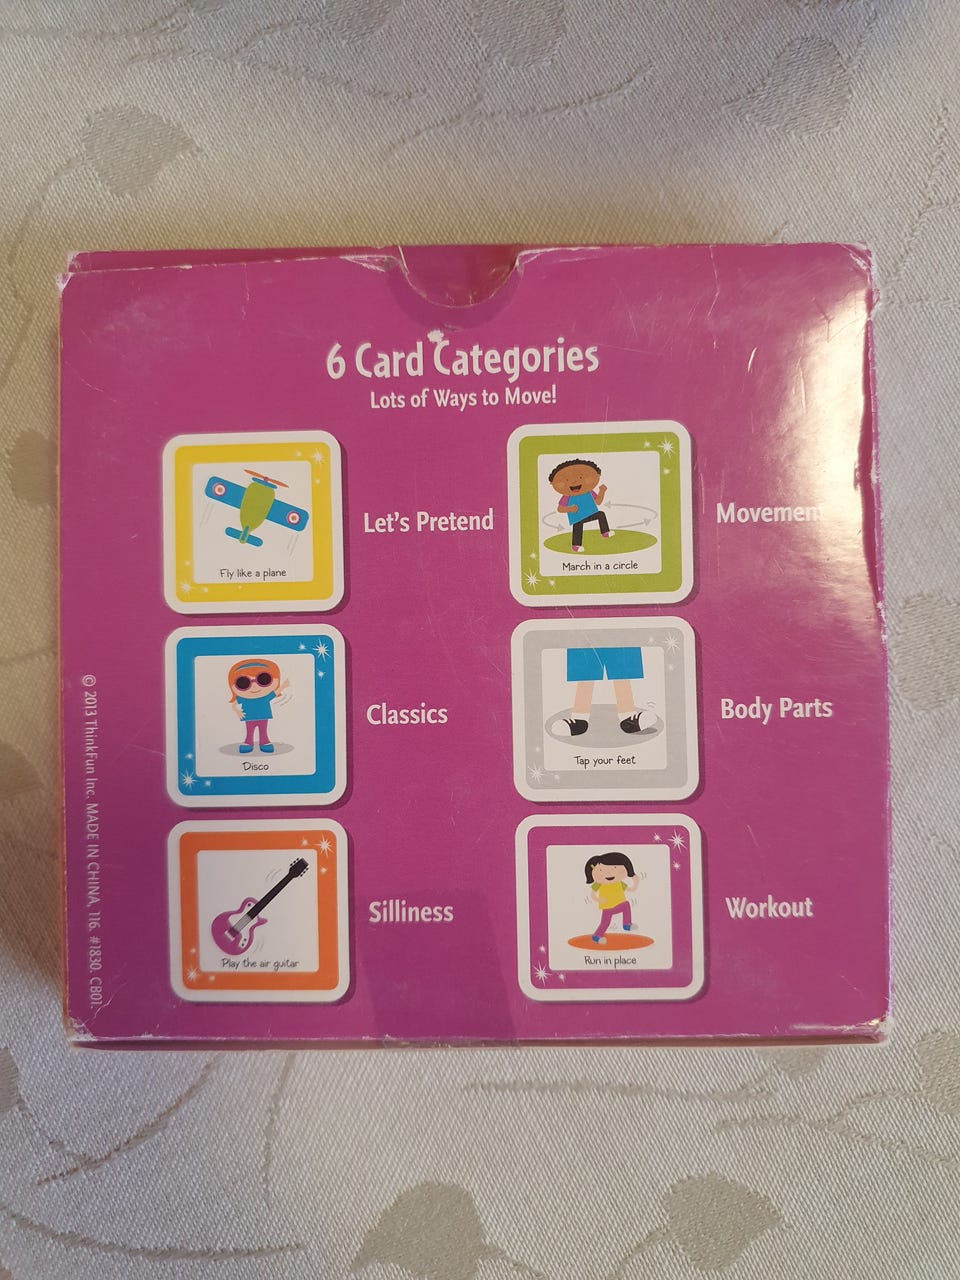 6 Card Categories
Lots of Ways to Move!
Fly like a plane
Let's Pretend
March in a circle
Movement
Disco
Classics
Tap your feet
Body Parts
Play the air guitar
Silliness
Run in place
Workout
© 2013 ThinkFun Inc. MADE IN CHINA, 116. #1830. CB01.